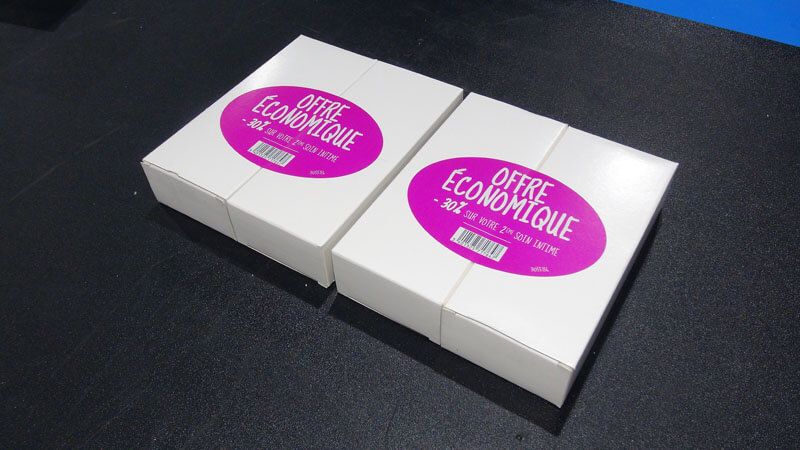 OFFRE
ÉCONOMIQUE
- 30% SUR VOTRE 2ÈME SOIN INTIME
OFFRE
ÉCONOMIQUE
- 30% SUR VOTRE 2ÈME SOIN INTIME